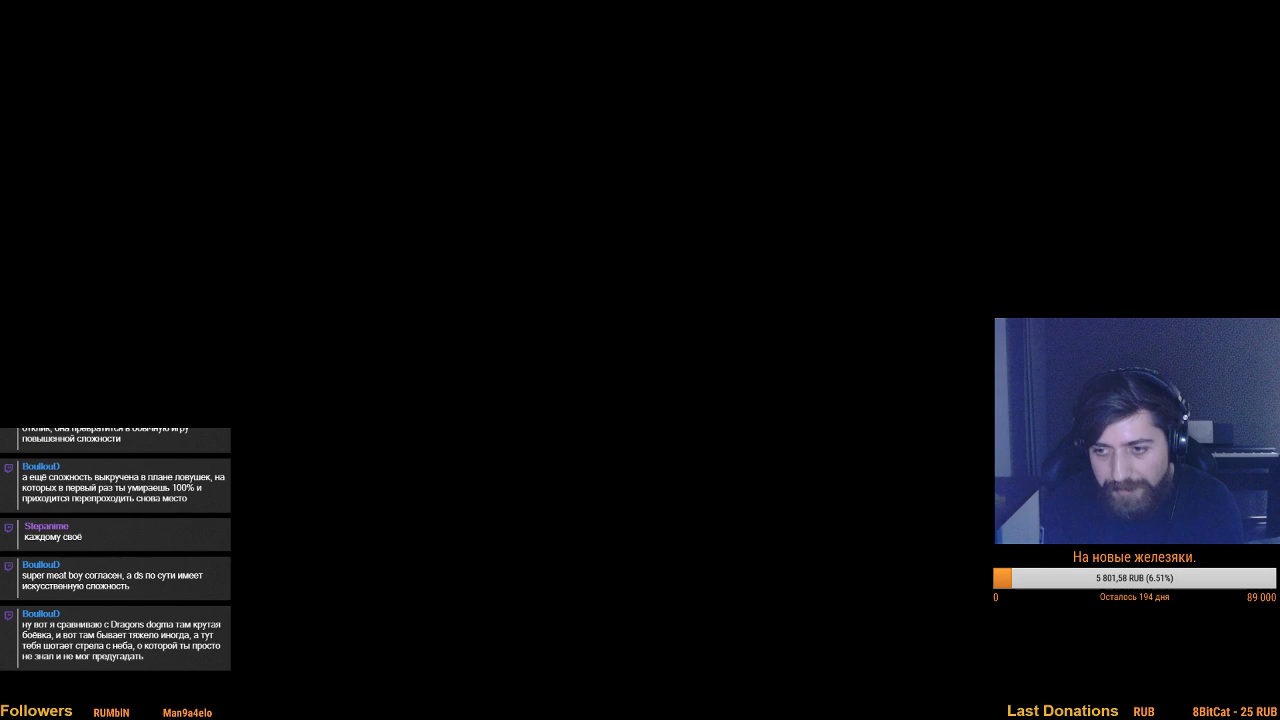 отклик, она превратится в обычную игру
повышенной сложности
BoullouD
а ещё сложность выкручена в плане ловушек, на
которых в первый раз ты умираешь 100% и
приходится перепроходить снова место
Stepanime
каждому своё
BoullouD
super meat boy согласен, а ds по сути имеет
искусственную сложность
BoullouD
ну вот я сравниваю с Dragons dogma там крутая
боёвка, и вот там бывает тяжело иногда, а тут
тебя шотает стрела с неба, о которой ты просто
не знал и не мог предугадать
На новые железяки.
5 801,58 RUB (6.51%)
0 Осталось 194 дня 89 000
Followers RUMbIN Man9a4elo
Last Donations RUB 8BitCat - 25 RUB